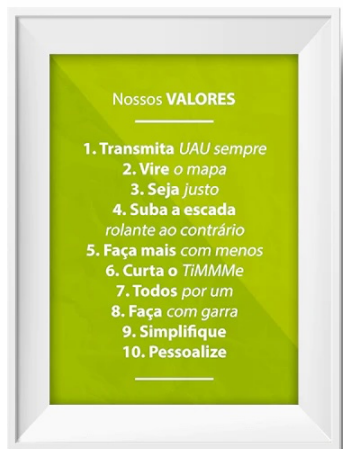 Nossos VALORES
1. Transmita UAU sempre
2. Vire o mapa
3. Seja justo
4. Suba a escada
rolante ao contrário
5. Faça mais com menos
6. Curta o TiMMMe
7. Todos por um
8. Faça com garra
9. Simplifique
10. Pessoalize